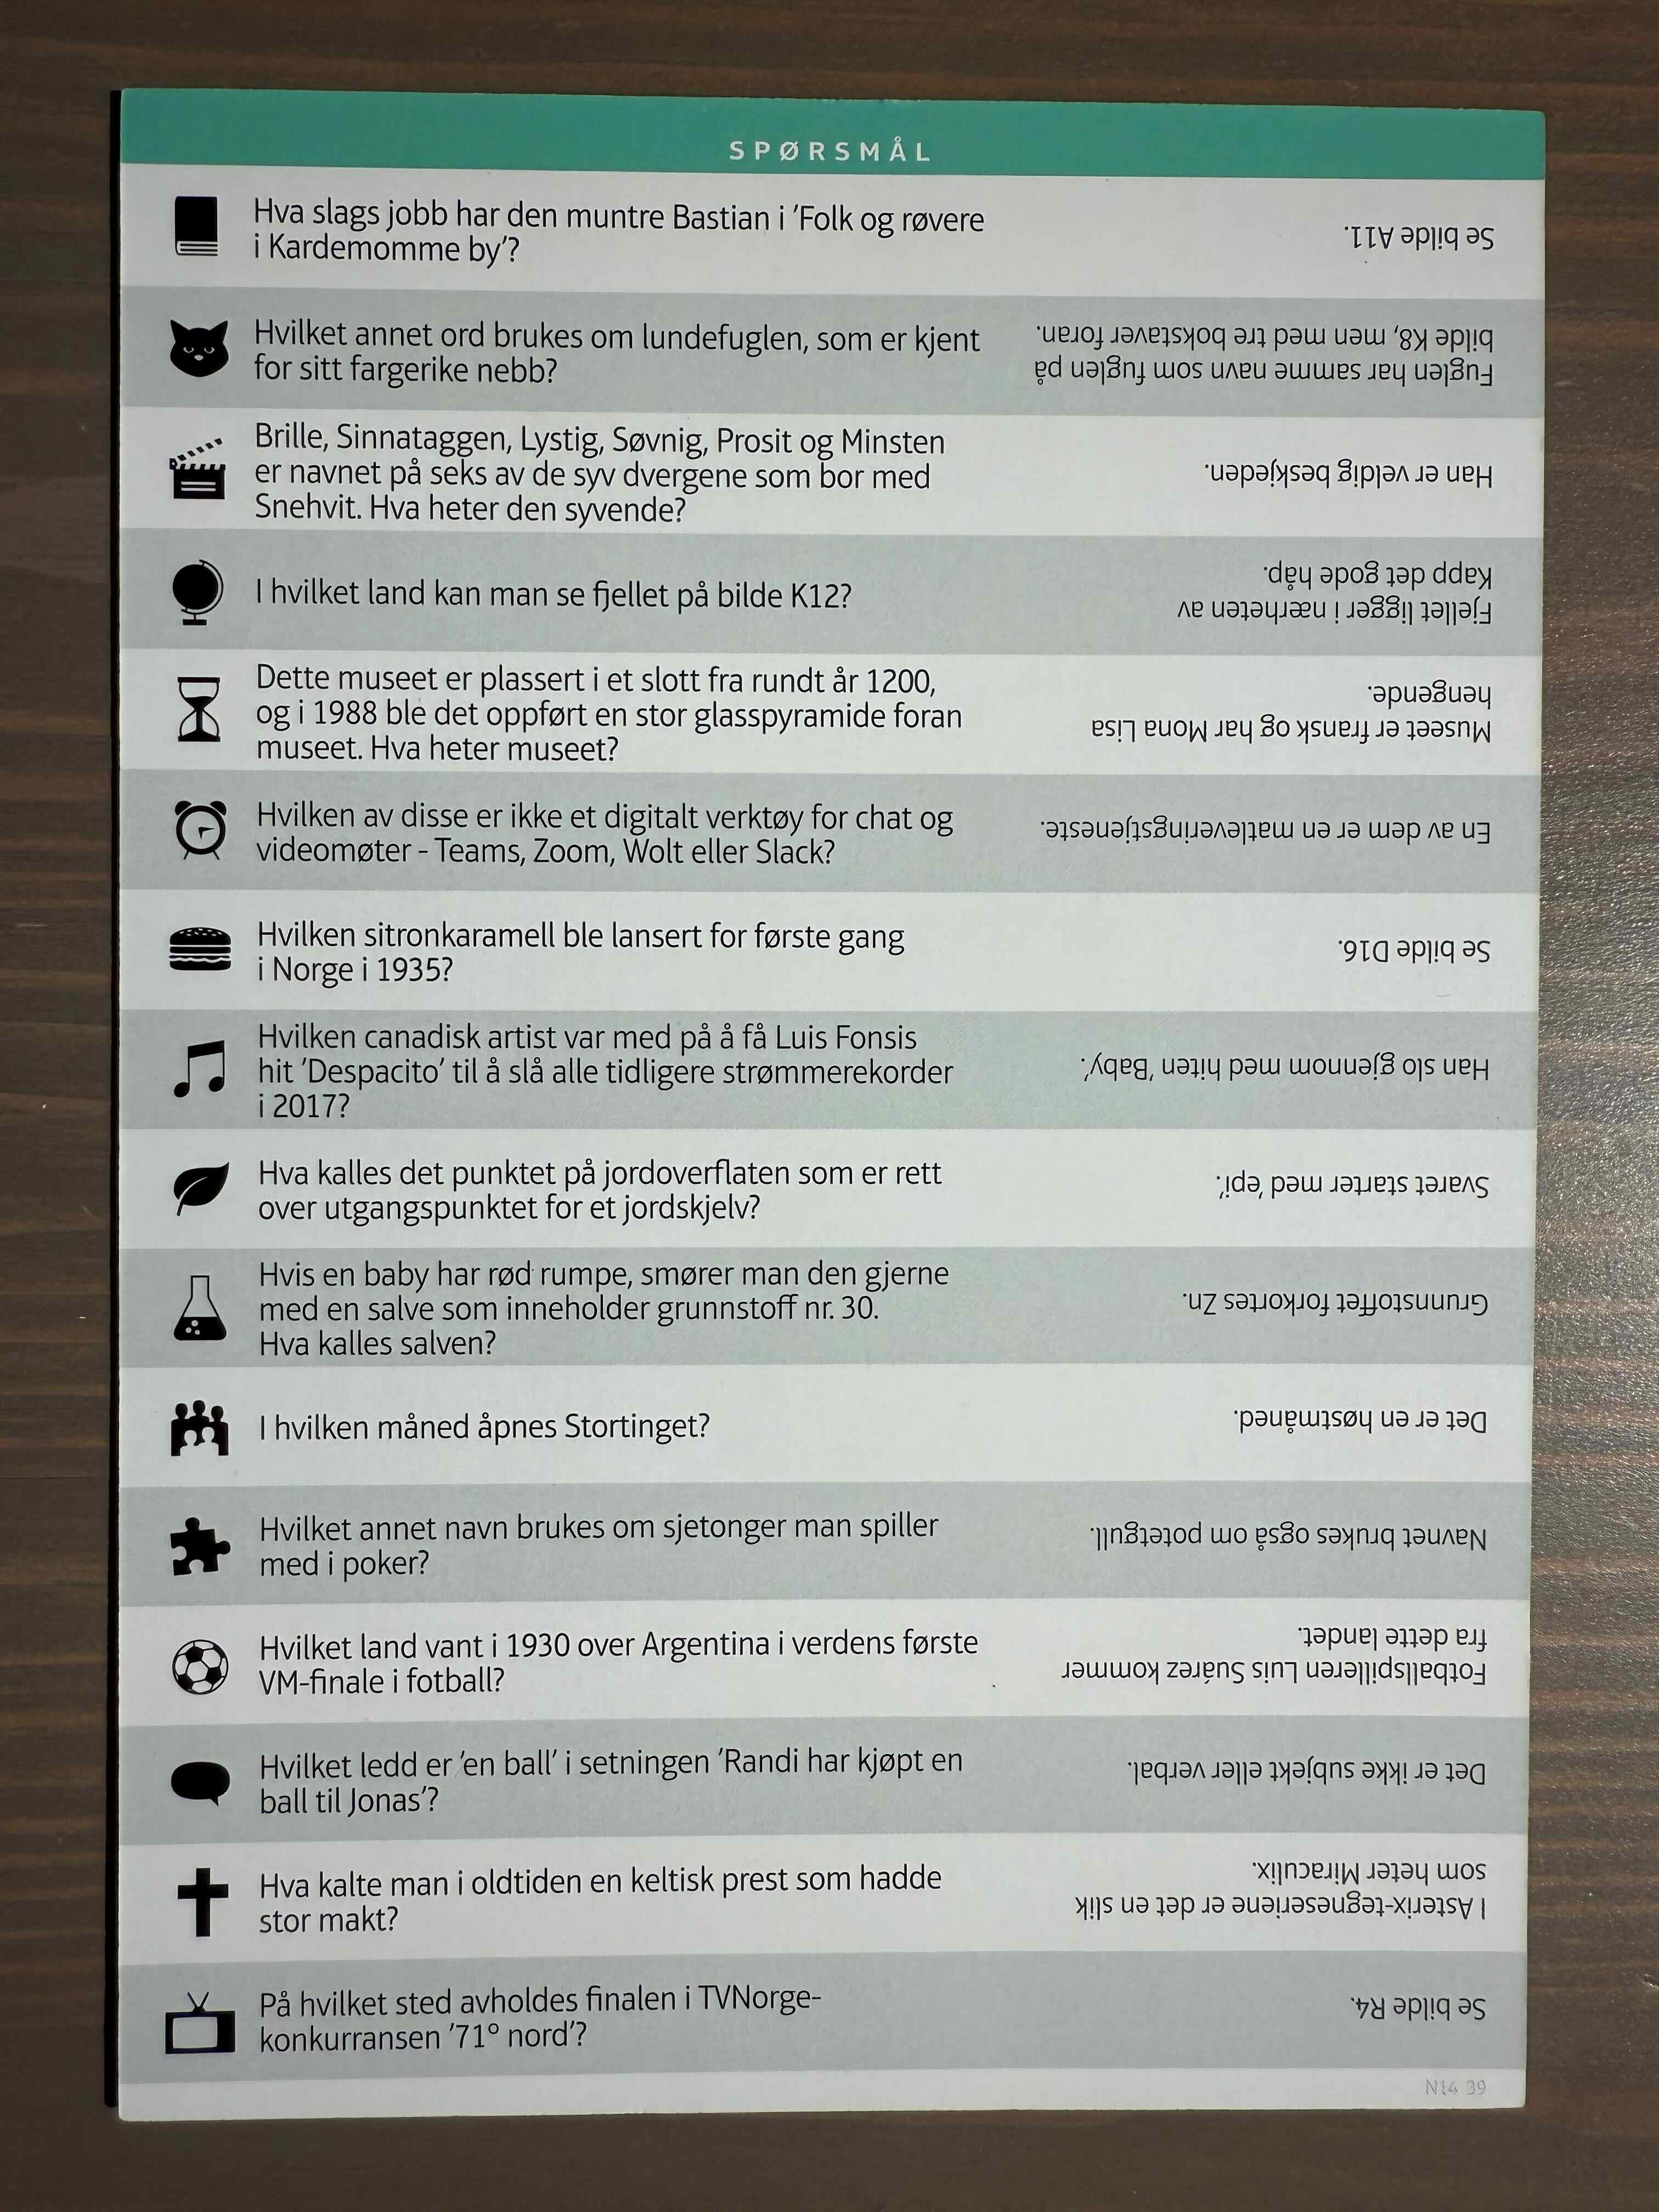 SPØRSMÅL
Hva slags jobb har den muntre Bastian i 'Folk og røvere
i Kardemomme by'?
Se bilde A11.
Hvilket annet ord brukes om lundefuglen, som er kjent
for sitt fargerike nebb?
Fuglen har samme navn som fuglen på
bilde K8, men med tre bokstaver foran.
Brille, Sinnataggen, Lystig, Søvnig, Prosit og Minsten
er navnet på seks av de syv dvergene som bor med
Snehvit. Hva heter den syvende?
Han er veldig beskjeden.
I hvilket land kan man se fjellet på bilde K12?
Fjellet ligger i nærheten av
Kapp det gode håp.
Dette museet er plassert i et slott fra rundt år 1200,
og i 1988 ble det oppført en stor glasspyramide foran
museet. Hva heter museet?
Museet er fransk og har Mona Lisa
hengende.
Hvilken av disse er ikke et digitalt verktøy for chat og
videomøter - Teams, Zoom, Wolt eller Slack?
En av dem er en matleveringstjeneste.
Hvilken sitronkaramell ble lansert for første gang
i Norge i 1935?
Se bilde D16.
Hvilken canadisk artist var med på å få Luis Fonsis
hit 'Despacito' til å slå alle tidligere strømmerekorder
i 2017?
Han slo gjennom med hiten 'Baby'.
Hva kalles det punktet på jordoverflaten som er rett
over utgangspunktet for et jordskjelv?
Svaret starter med 'epi'.
Hvis en baby har rød rumpe, smører man den gjerne
med en salve som inneholder grunnstoff nr. 30.
Hva kalles salven?
Grunnstoffet forkortes Zn.
I hvilken måned åpnes Stortinget?
Det er en høstmåned.
Hvilket annet navn brukes om sjetonger man spiller
med i poker?
Navnet brukes også om potetgull.
Hvilket land vant i 1930 over Argentina i verdens første
VM-finale i fotball?
Fotballspilleren Luis Suárez kommer
fra dette landet.
Hvilket ledd er 'en ball' i setningen 'Randi har kjøpt en
ball til Jonas'?
Det er ikke subjekt eller verbal.
Hva kalte man i oldtiden en keltisk prest som hadde
stor makt?
I Asterix-tegneseriene er det en slik
som heter Miraculix.
På hvilket sted avholdes finalen i TVNorge-
konkurransen '71° nord'?
Se bilde R4.
N14 39